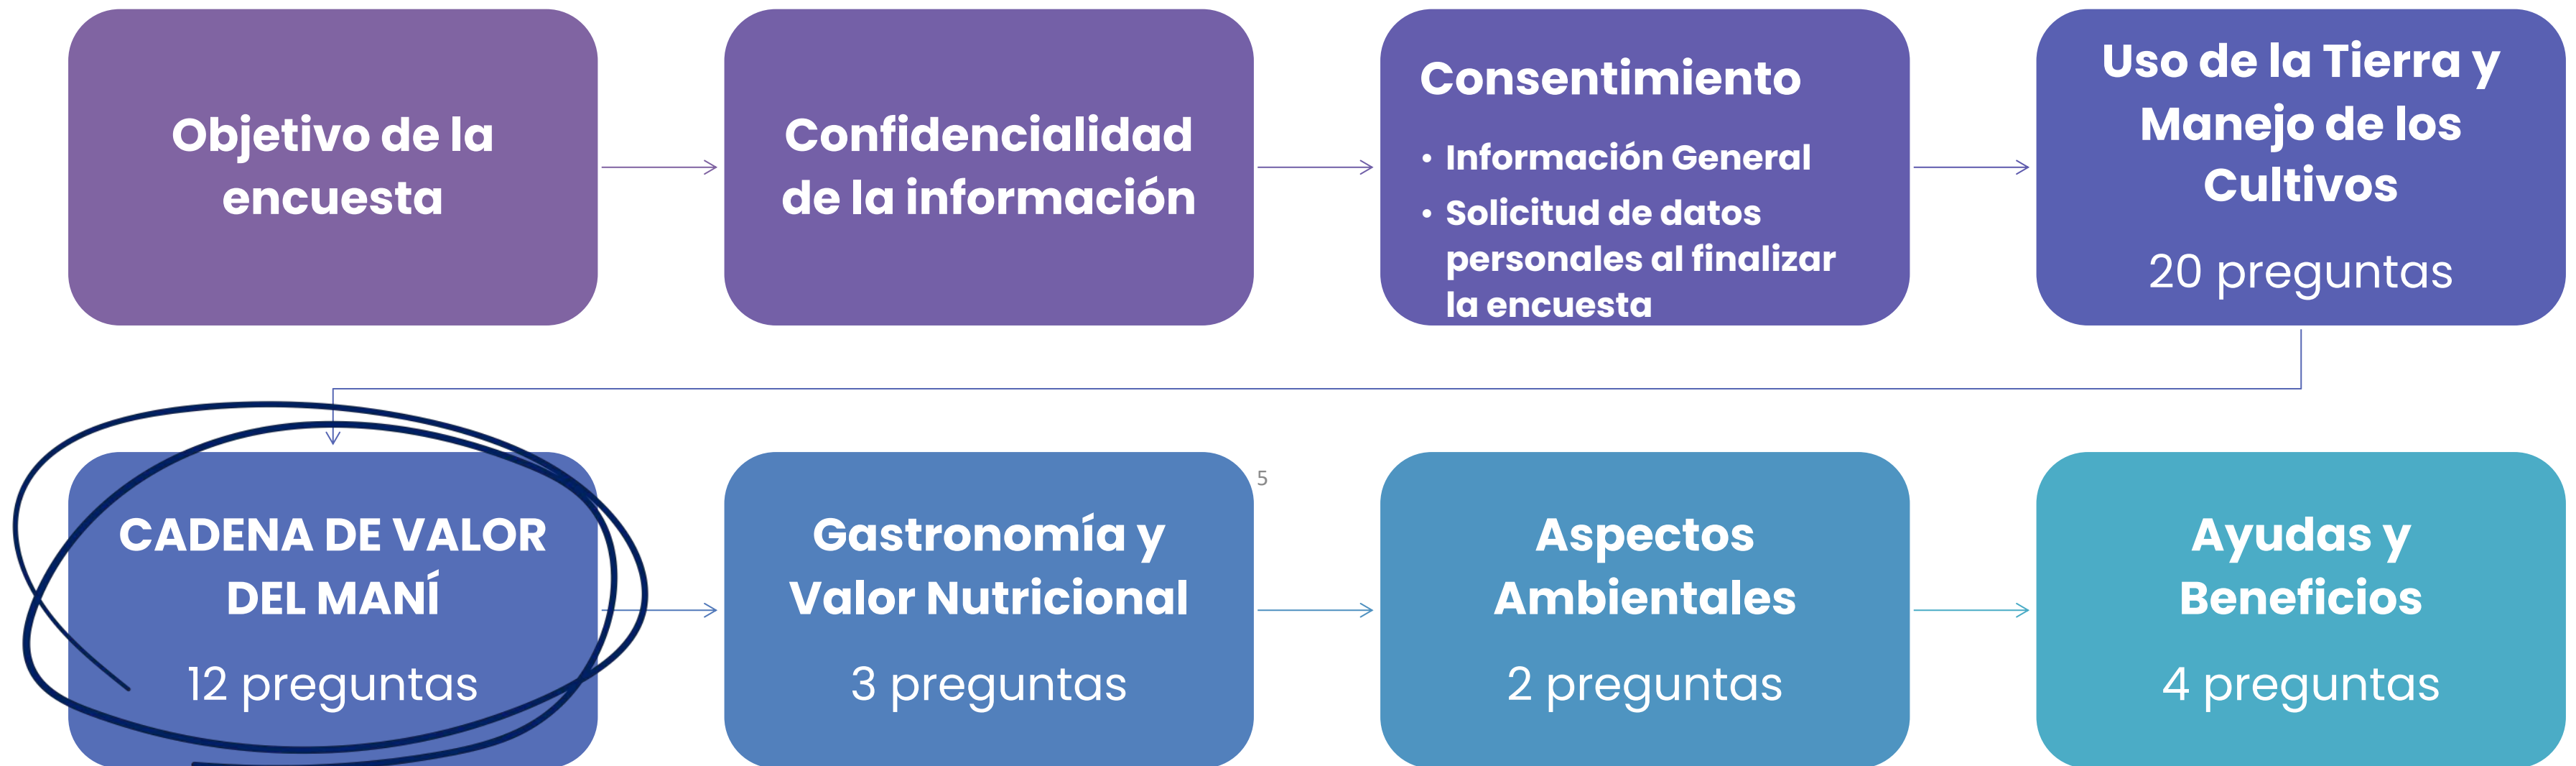 Objetivo de la
encuesta
Confidencialidad
de la información
Consentimiento
• Información General
• Solicitud de datos
personales al finalizar
la encuesta
Uso de la Tierra y
Manejo de los
Cultivos
20 preguntas
CADENA DE VALOR
DEL MANÍ
12 preguntas
Gastronomía y
Valor Nutricional
3 preguntas
5
Aspectos
Ambientales
2 preguntas
Ayudas y
Beneficios
4 preguntas